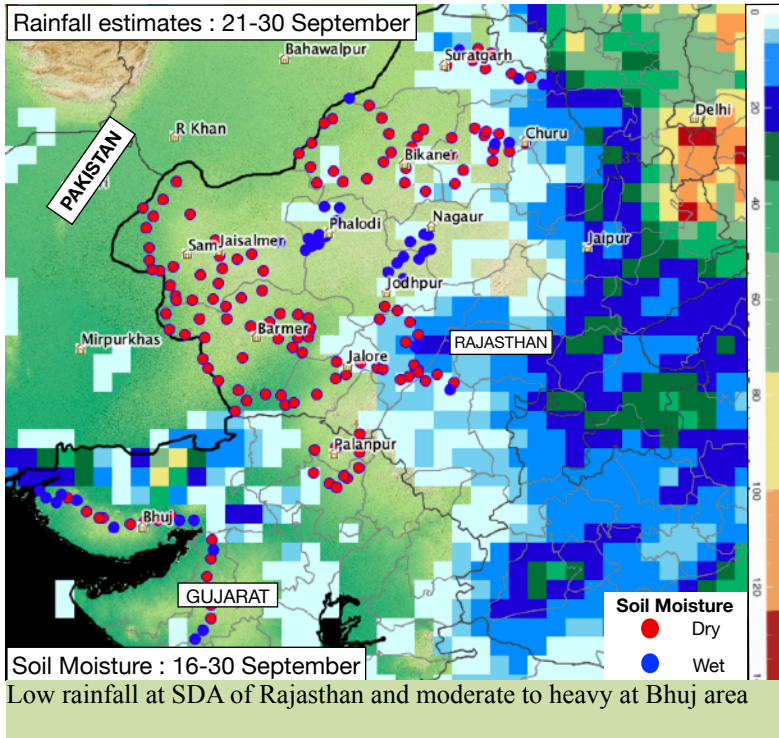 Rainfall estimates : 21-30 September
Bahawalpur
Suratgarh
0
20
Delhi
R Khan
Churu
PAKISTAN
Bikaner
40
Phalodi
Nagaur
Sam
Jaisalmer
Jaipur
Jodhpur
60
Barmer
RAJASTHAN
Mirpurkhas
Jalore
80
Palanpur
100
Bhuj
GUJARAT
120
Soil Moisture
Dry
Wet
Soil Moisture : 16-30 September
Low rainfall at SDA of Rajasthan and moderate to heavy at Bhuj area